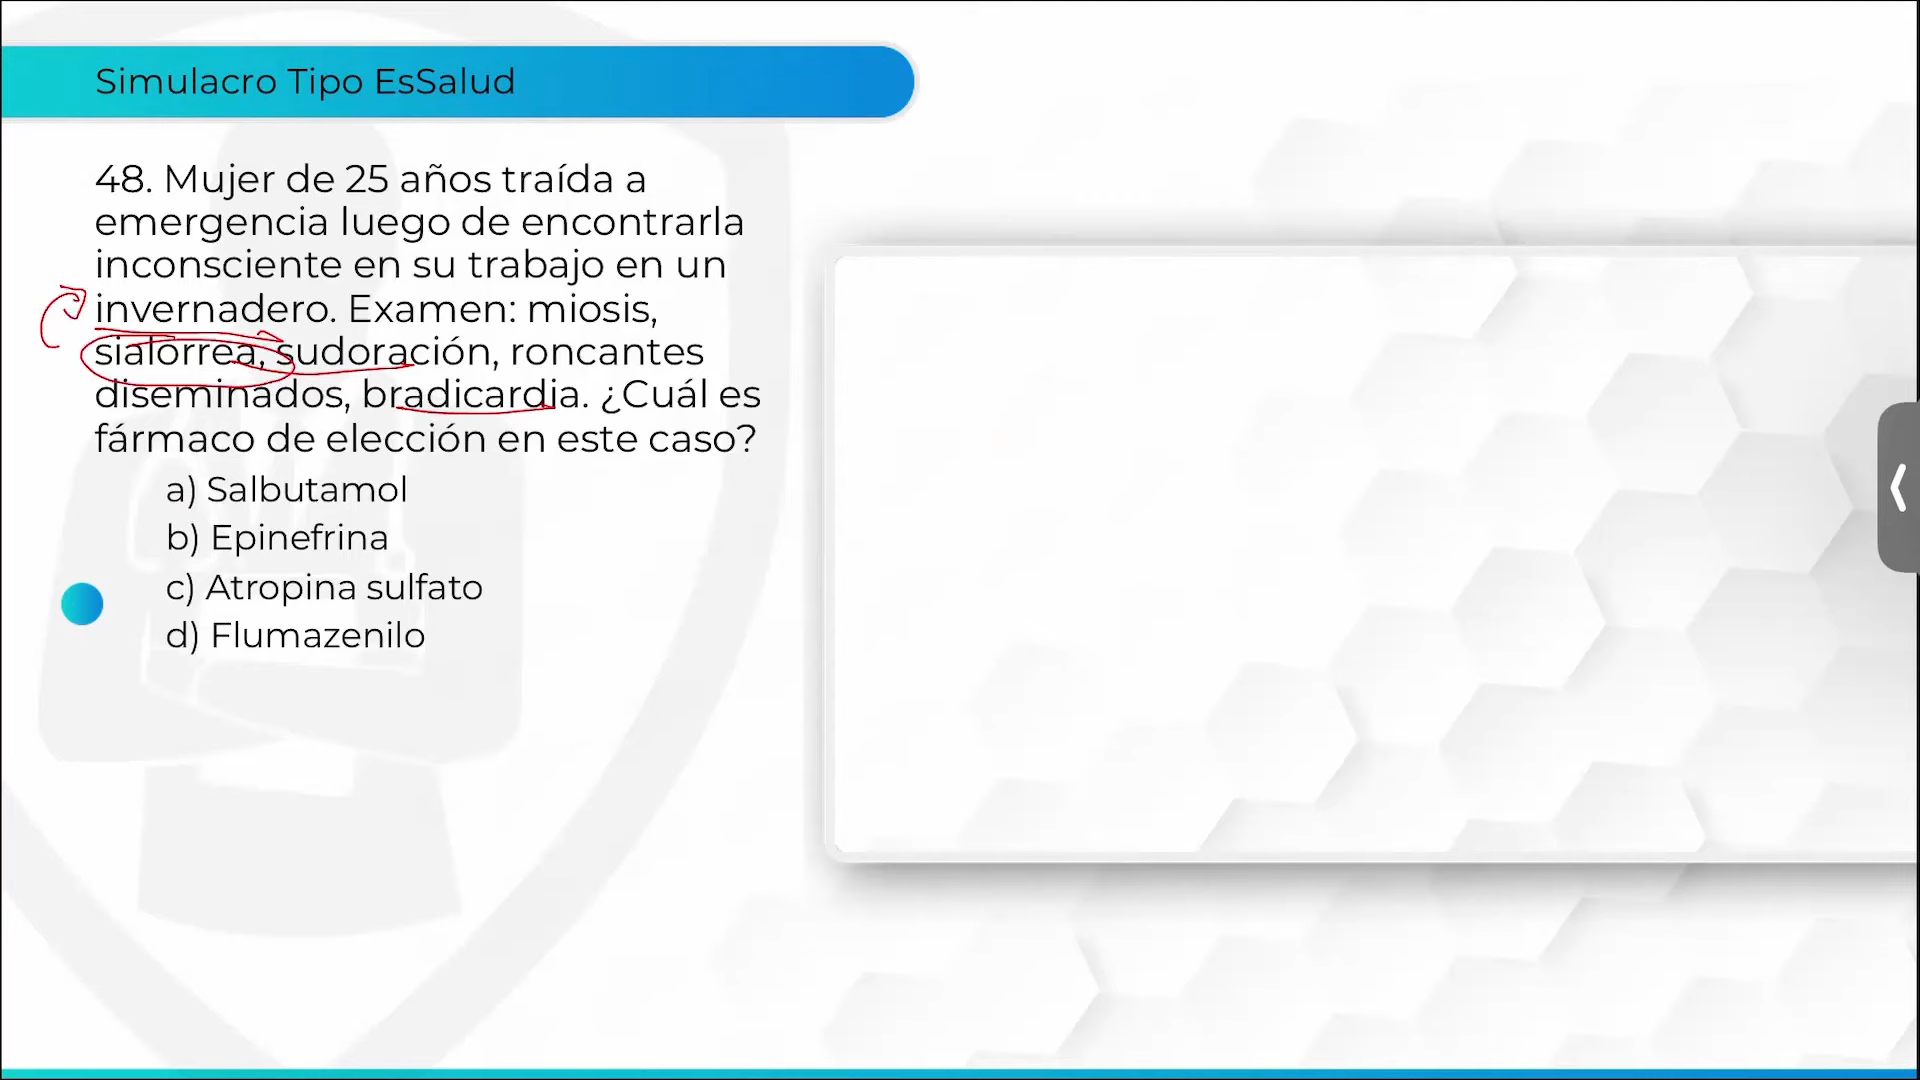 Simulacro Tipo EsSalud
48. Mujer de 25 años traída a
emergencia luego de encontrarla
inconsciente en su trabajo en un
invernadero. Examen: miosis,
sialorrea, sudoración, roncantes
diseminados, bradicardia. ¿Cuál es
fármaco de elección en este caso?
a) Salbutamol
b) Epinefrina
c) Atropina sulfato
d) Flumazenilo